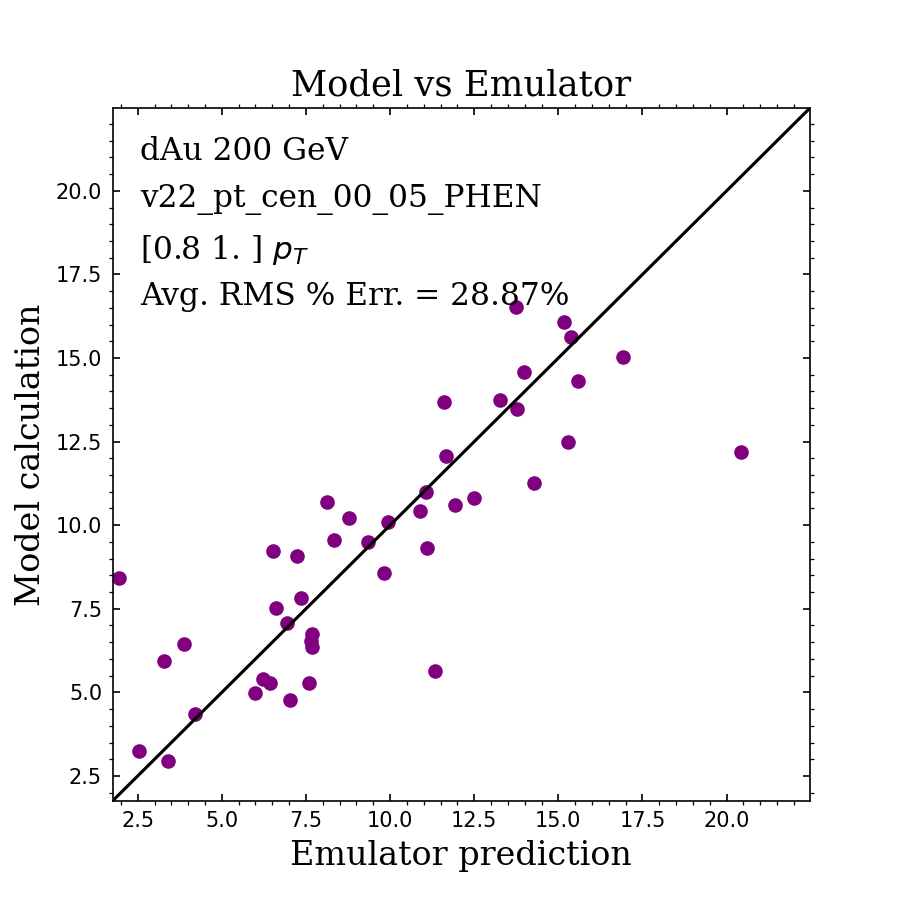 Model vs Emulator
dAu 200 GeV
v22_pt_cen_00_05_PHEN
[0.8 1. ] p_T
Avg. RMS % Err. = 28.87%
Model calculation
20.0
17.5
15.0
12.5
10.0
7.5
5.0
2.5
2.5 5.0 7.5 10.0 12.5 15.0 17.5 20.0
Emulator prediction